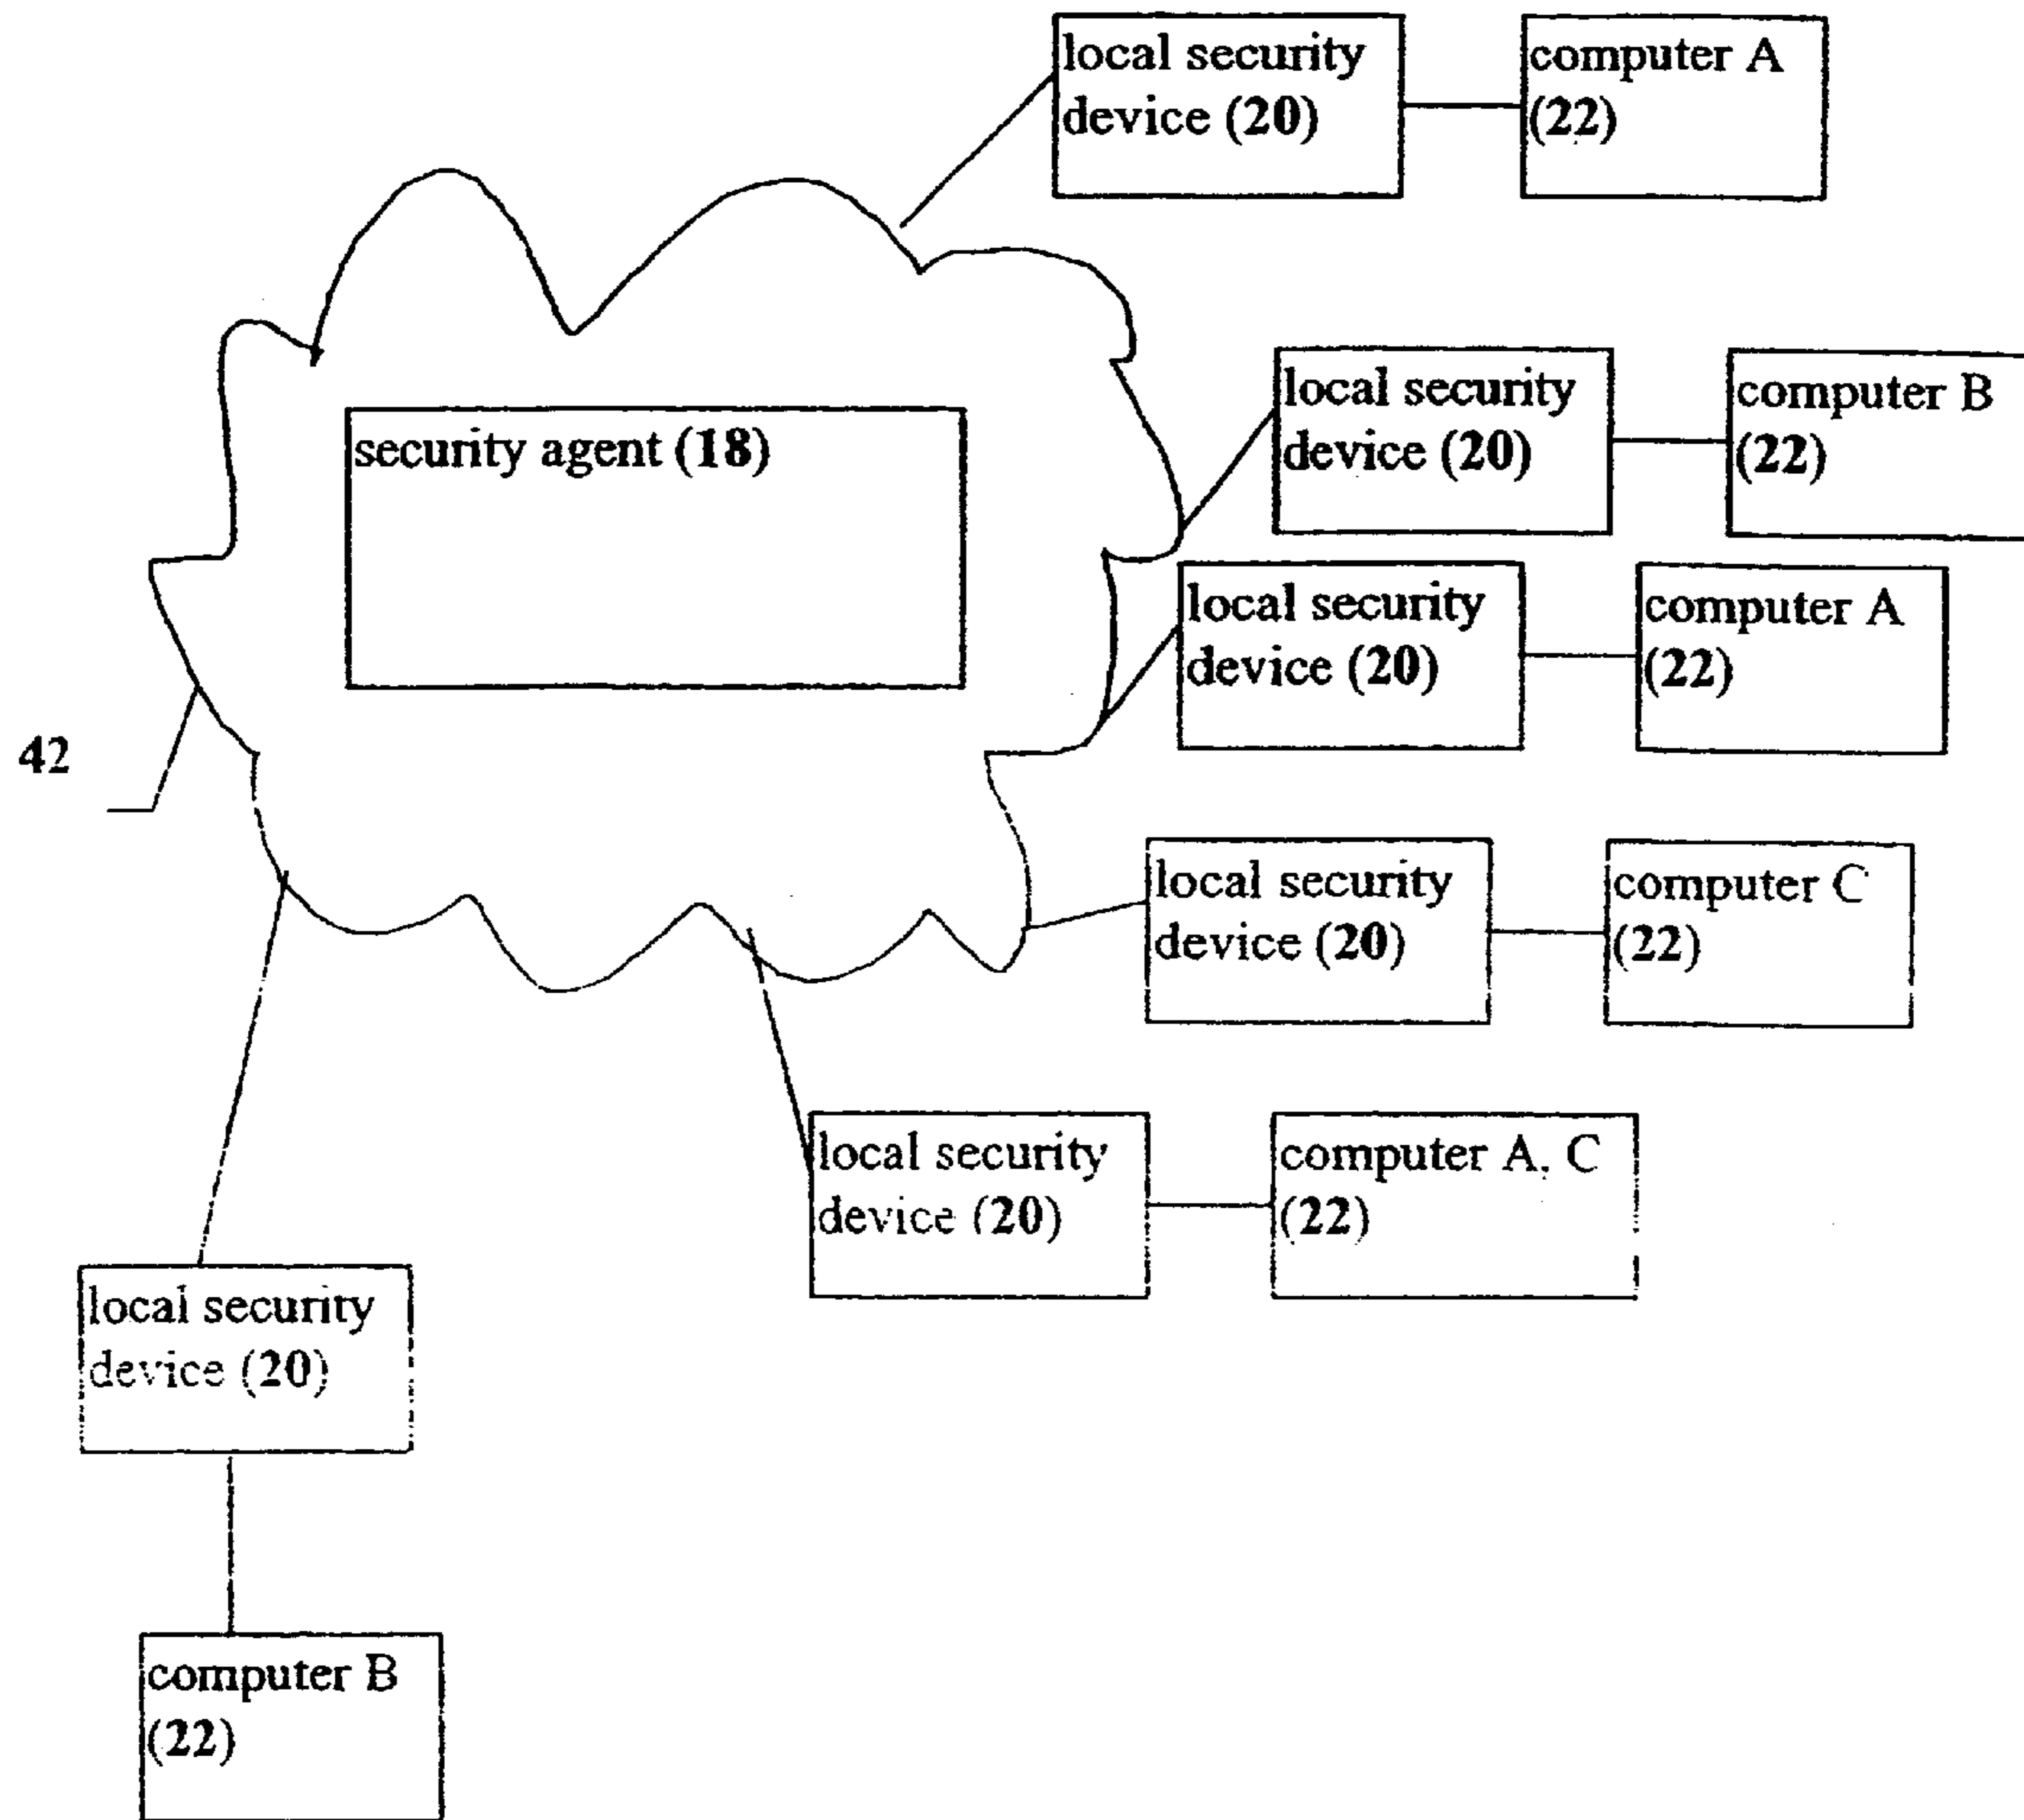 local security
device (20)
computer A
(22)
local security
device (20)
computer B
(22)
security agent (18)
local security
device (20)
computer A
(22)
42
local security
device (20)
computer C
(22)
local security
device (20)
computer A, C
(22)
local security
device (20)
computer B
(22)